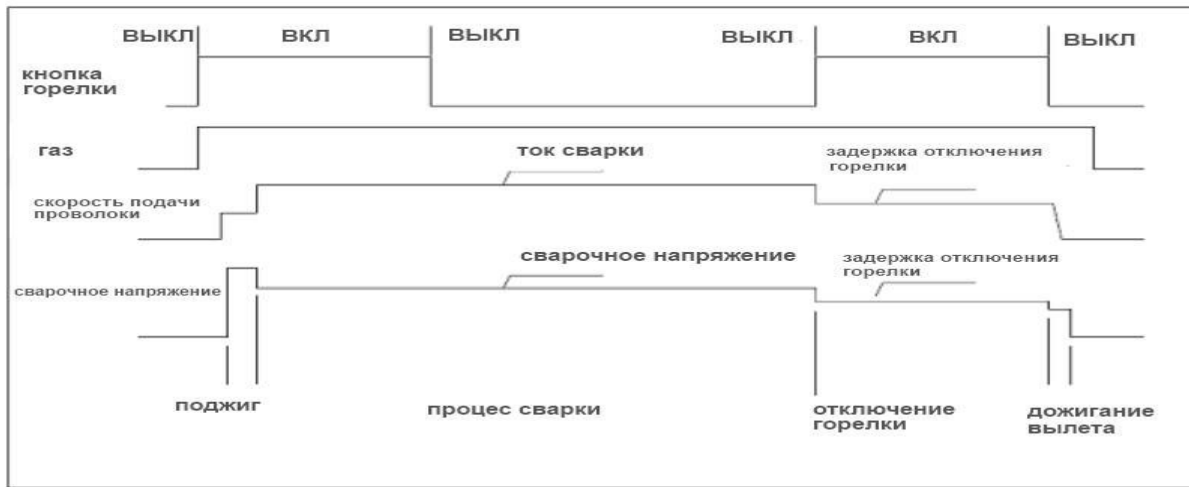 ВЫКЛ ВКЛ ВЫКЛ ВЫКЛ ВКЛ ВЫКЛ
кнопка
горелки
газ
ток сварки
задержка отключения
горелки
скорость подачи
проволоки
сварочное напряжение
задержка отключения
горелки
сварочное напряжение
поджиг
процес сварки
отключение
горелки
дожигание
вылета